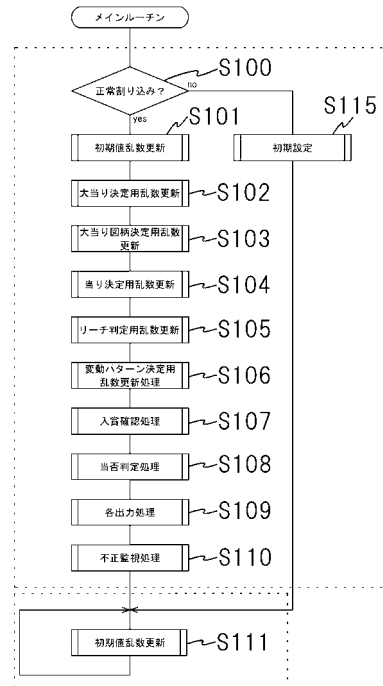 メインルーチン
S100
正常割り込み？
no
yes
S101
S115
初期値乱数更新
初期設定
大当り決定用乱数更新
S102
大当り図柄決定用乱数
更新
S103
当り決定用乱数更新
S104
リーチ判定用乱数更新
S105
変動パターン決定用
乱数更新処理
S106
入賞確認処理
S107
当否判定処理
S108
各出力処理
S109
不正監視処理
S110
初期値乱数更新
S111